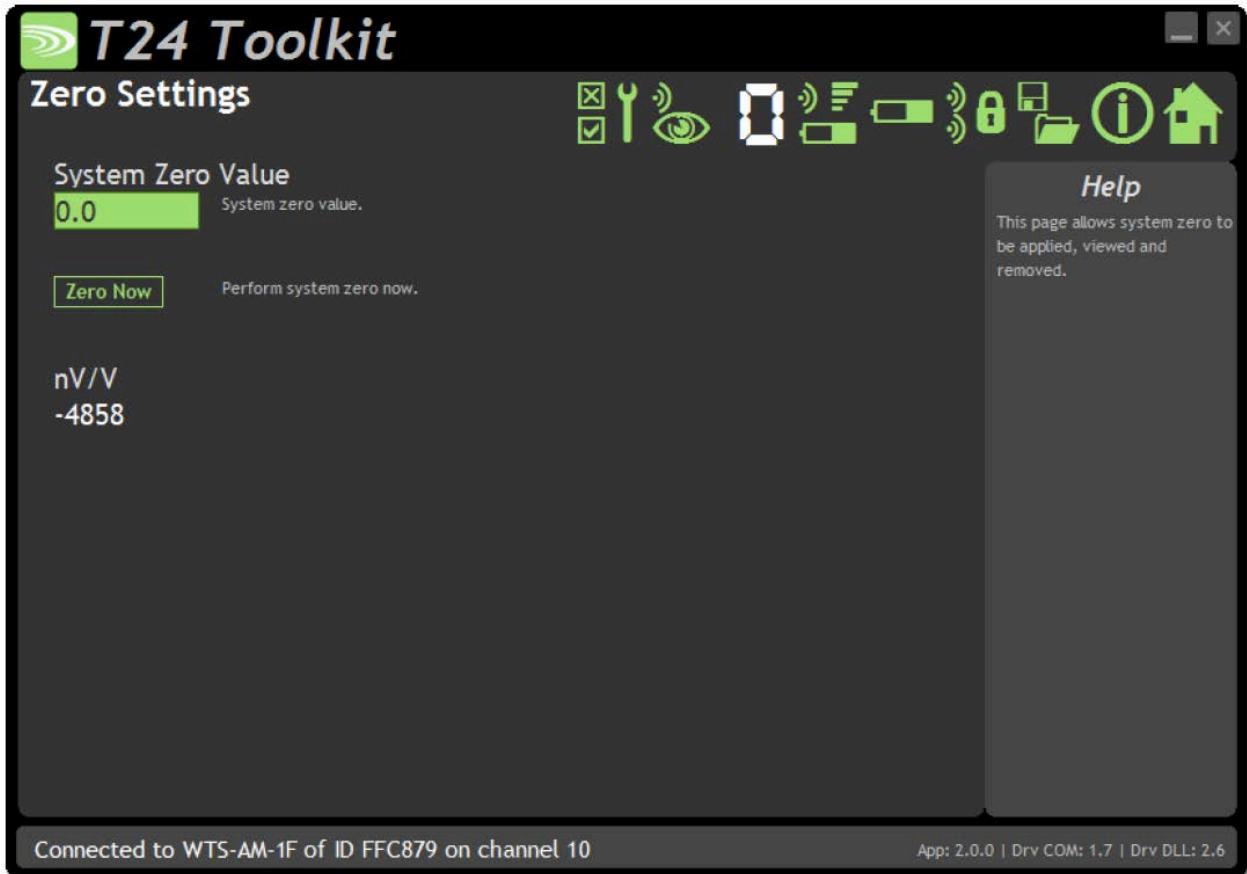 T24 Toolkit
Zero Settings
0
System Zero Value
0.0
System zero value.
Zero Now
Perform system zero now.
nV/V
-4858
Help
This page allows system zero to
be applied, viewed and
removed.
Connected to WTS-AM-1F of ID FFC879 on channel 10
App: 2.0.0 | Drv COM: 1.7 | Drv DLL: 2.6